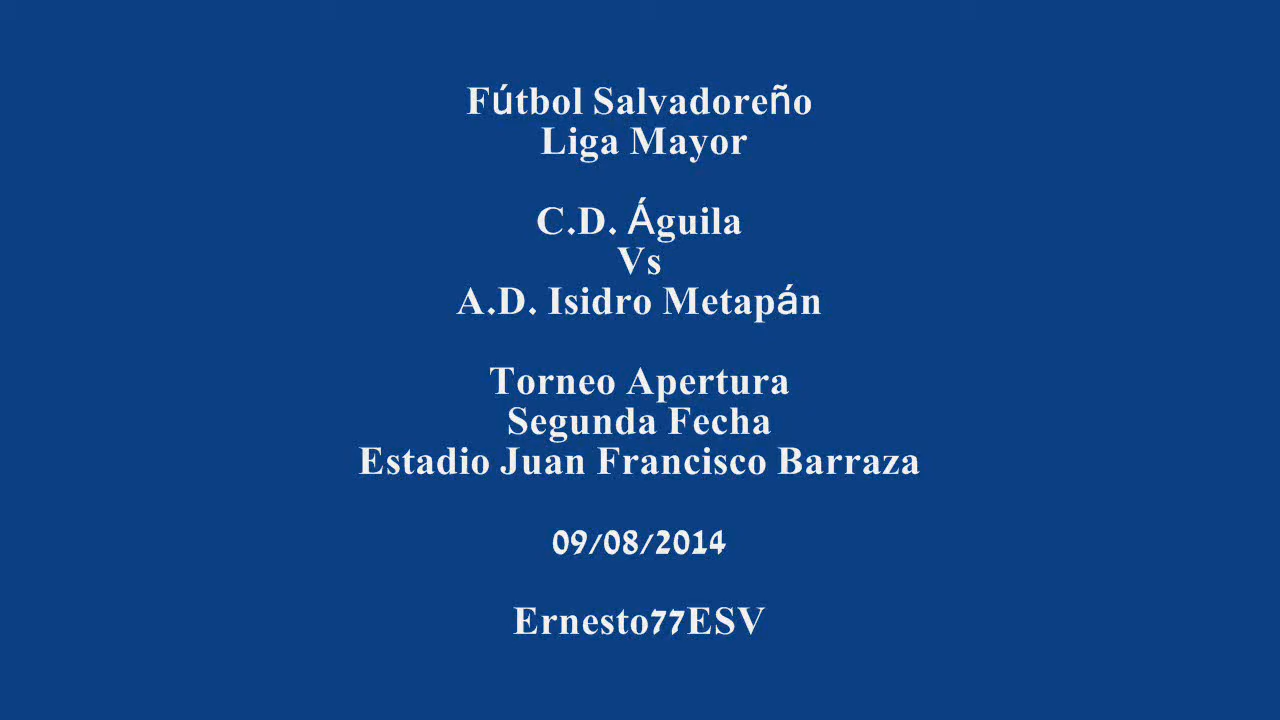 Fútbol Salvadoreño
Liga Mayor
C.D. Águila
Vs
A.D. Isidro Metapán
Torneo Apertura
Segunda Fecha
Estadio Juan Francisco Barraza
09/08/2014
Ernesto77ESV